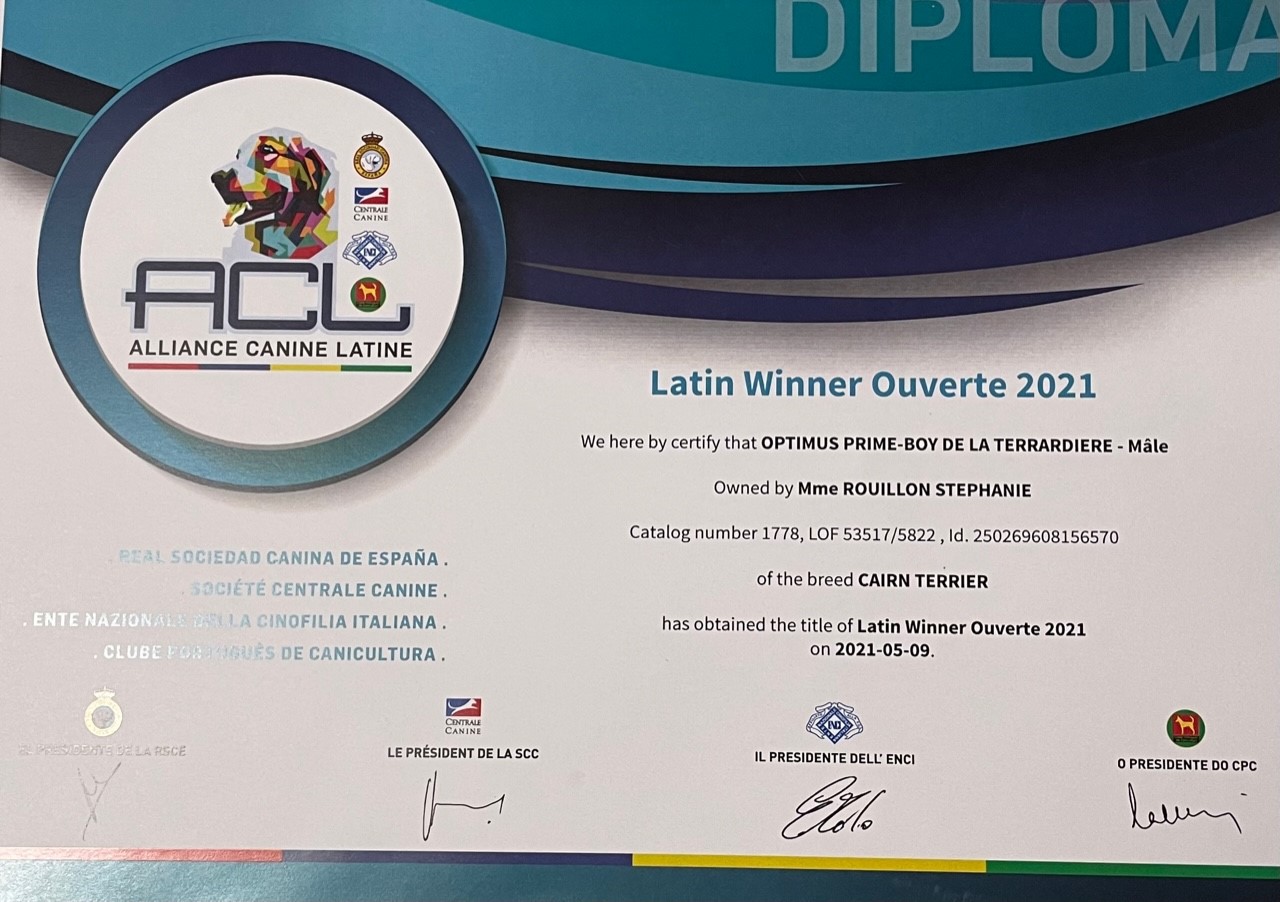 DIPLOMA
CENTRALE
CANINE
ACL
ALLIANCE CANINE LATINE
Latin Winner Ouverte 2021
We here by certify that OPTIMUS PRIME-BOY DE LA TERRARDIERE - Mâle
Owned by Mme ROUILLON STEPHANIE
Catalog number 1778, LOF 53517/5822 , Id. 250269608156570
of the breed CAIRN TERRIER
has obtained the title of Latin Winner Ouverte 2021
on 2021-05-09.
. REAL SOCIEDAD CANINA DE ESPAÑA .
. SOCIÉTÉ CENTRALE CANINE .
. ENTE NAZIONALE DELLA CINOFILIA ITALIANA .
. CLUBE PORTUGUÊS DE CANICULTURA .
EL PRESIDENTE DE LA RSCE
CENTRALE
CANINE
LE PRÉSIDENT DE LA SCC
ENCI
IL PRESIDENTE DELL' ENCI
O PRESIDENTE DO CPC